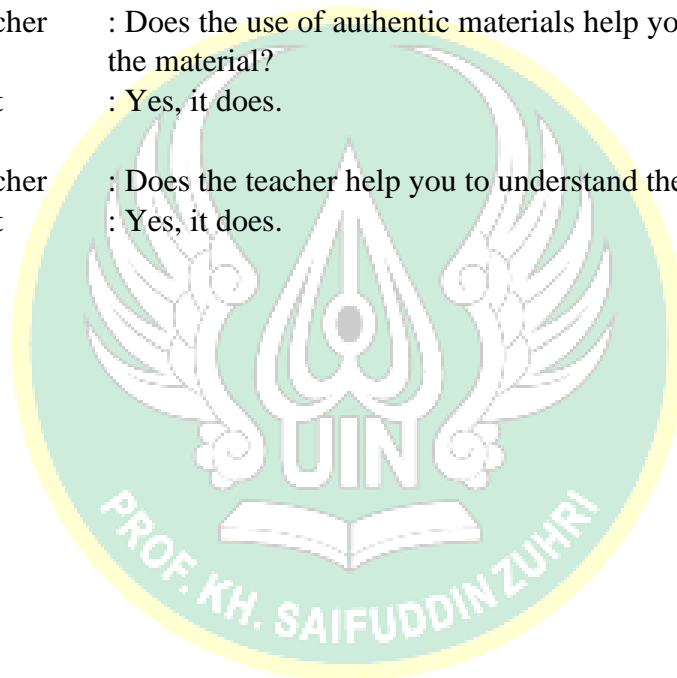 cher : Does the use of authentic materials help yo
the material?
t : Yes, it does.
cher : Does the teacher help you to understand the
t : Yes, it does.
UIN
PROF. KH. SAIFUDDIN ZUHRI